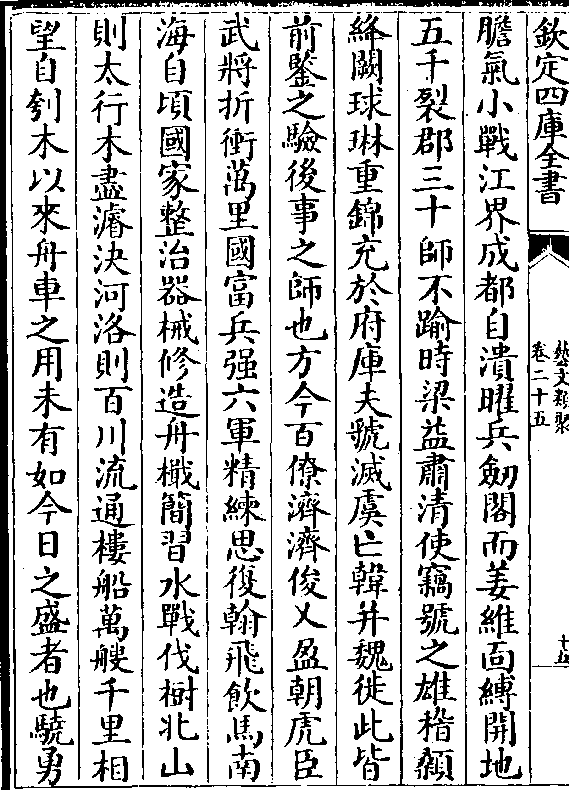 欽定四庫全書
藝文類聚
卷二十五
十五
膽氣小戰江界成都自潰曜兵劒閣而姜維面縛開地
五千裂郡三十師不踰時梁益肅清使竊號之雄稽顙
絳闕球琳重錦充於府庫夫虢滅虞亡韓并魏徙此皆
前鑒之驗後事之師也方今百僚濟濟俊乂盈朝虎臣
武將折衝萬里國富兵强六軍精練思復翰飛飲馬南
海自頃國家整治器械修造舟檝簡習水戰伐樹北山
則太行木盡濬決河洛則百川流通樓船萬艘千里相
望自刳木以來舟車之用未有如今日之盛者也驍勇